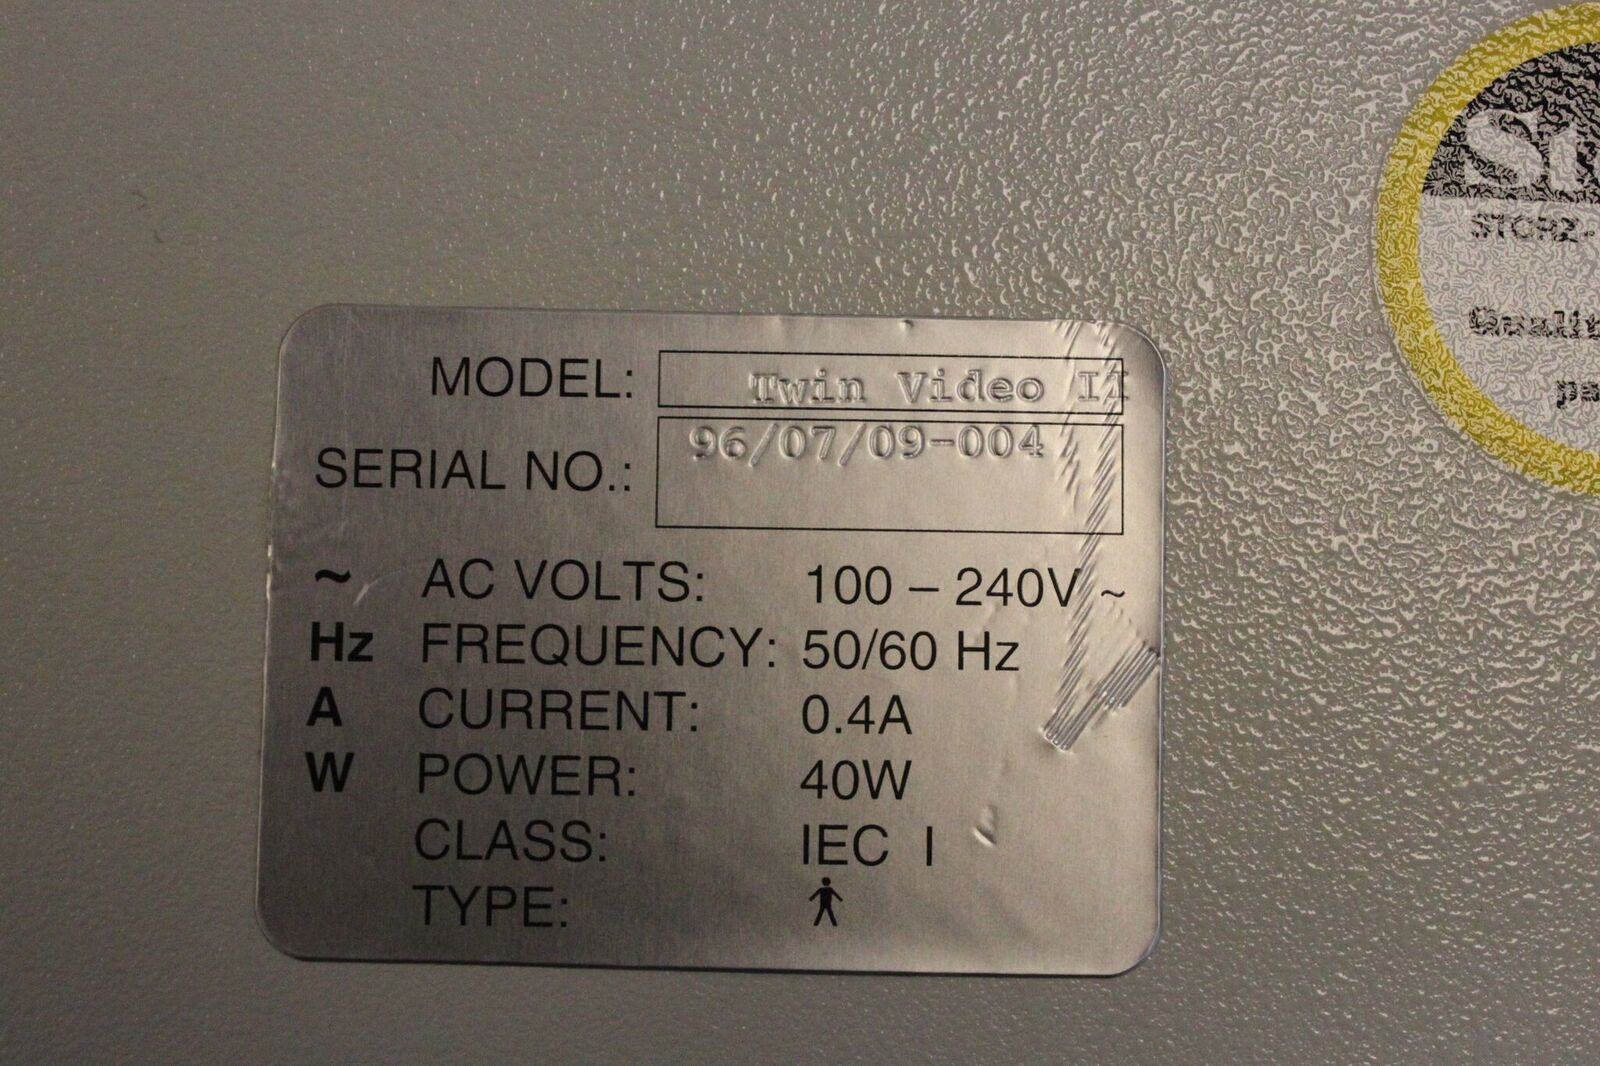 MODEL: Twin Video II
SERIAL NO.: 96/07/09-004
~ AC VOLTS: 100 – 240V ~
Hz FREQUENCY: 50/60 Hz
A CURRENT: 0.4A
W POWER: 40W
CLASS: IEC I
TYPE:
STORZ-